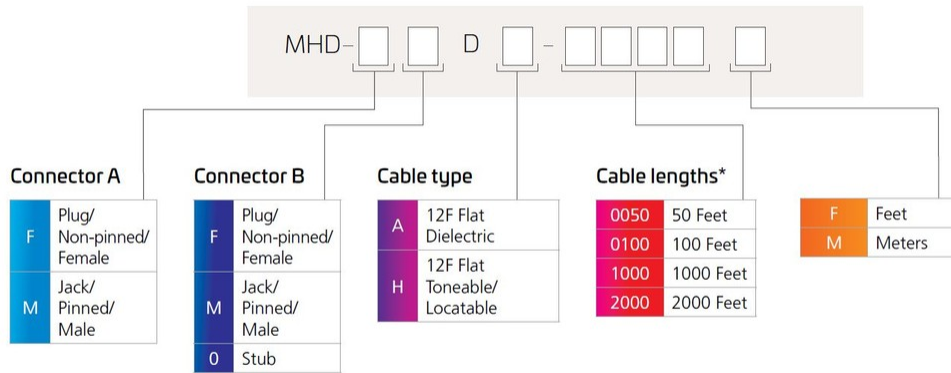 MHD- D -
Connector A
F Plug/
Non-pinned/
Female
M Jack/
Pinned/
Male
Connector B
F Plug/
Non-pinned/
Female
M Jack/
Pinned/
Male
0 Stub
Cable type
A 12F Flat
Dielectric
H 12F Flat
Toneable/
Locatable
Cable lengths*
0050 50 Feet
0100 100 Feet
1000 1000 Feet
2000 2000 Feet
F Feet
M Meters